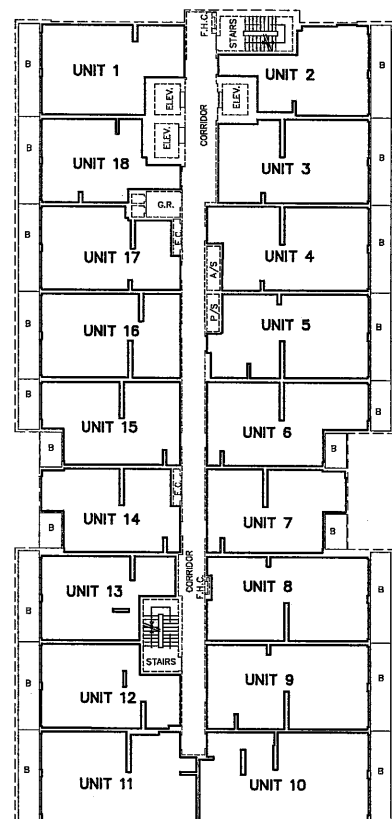 F.H.C.
STAIRS
UNIT 1
UNIT 2
B
B
ELEV.
ELEV.
ELEV.
CORRIDOR
UNIT 18
UNIT 3
B
B
G.R.
UNIT 17
E.C.
A/S
UNIT 4
B
B
P/S
UNIT 16
UNIT 5
B
B
UNIT 15
UNIT 6
B
B
B
B
UNIT 14
E.C.
UNIT 7
B
B
CORRIDOR
F.H.C.
UNIT 13
UNIT 8
B
B
STAIRS
UNIT 12
UNIT 9
B
B
UNIT 11
UNIT 10
B
B